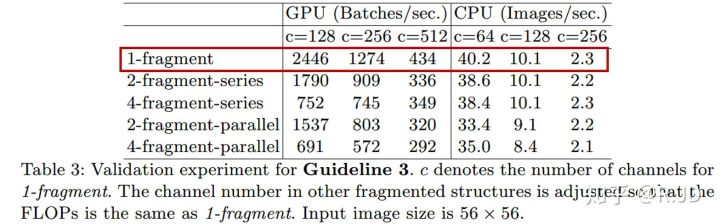 GPU (Batches/sec.) CPU (Images/sec.)
c=128 c=256 c=512 c=64 c=128 c=256
1-fragment 2446 1274 434 40.2 10.1 2.3
2-fragment-series 1790 909 336 38.6 10.1 2.2
4-fragment-series 752 745 349 38.4 10.1 2.3
2-fragment-parallel 1537 803 320 33.4 9.1 2.2
4-fragment-parallel 691 572 292 35.0 8.4 2.1
Table 3: Validation experiment for Guideline 3. c denotes the number of channels for
1-fragment. The channel number in other fragmented structures is adjusted so that the
FLOPs is the same as 1-fragment. Input image size is 56 × 56.
知乎 @R.JD